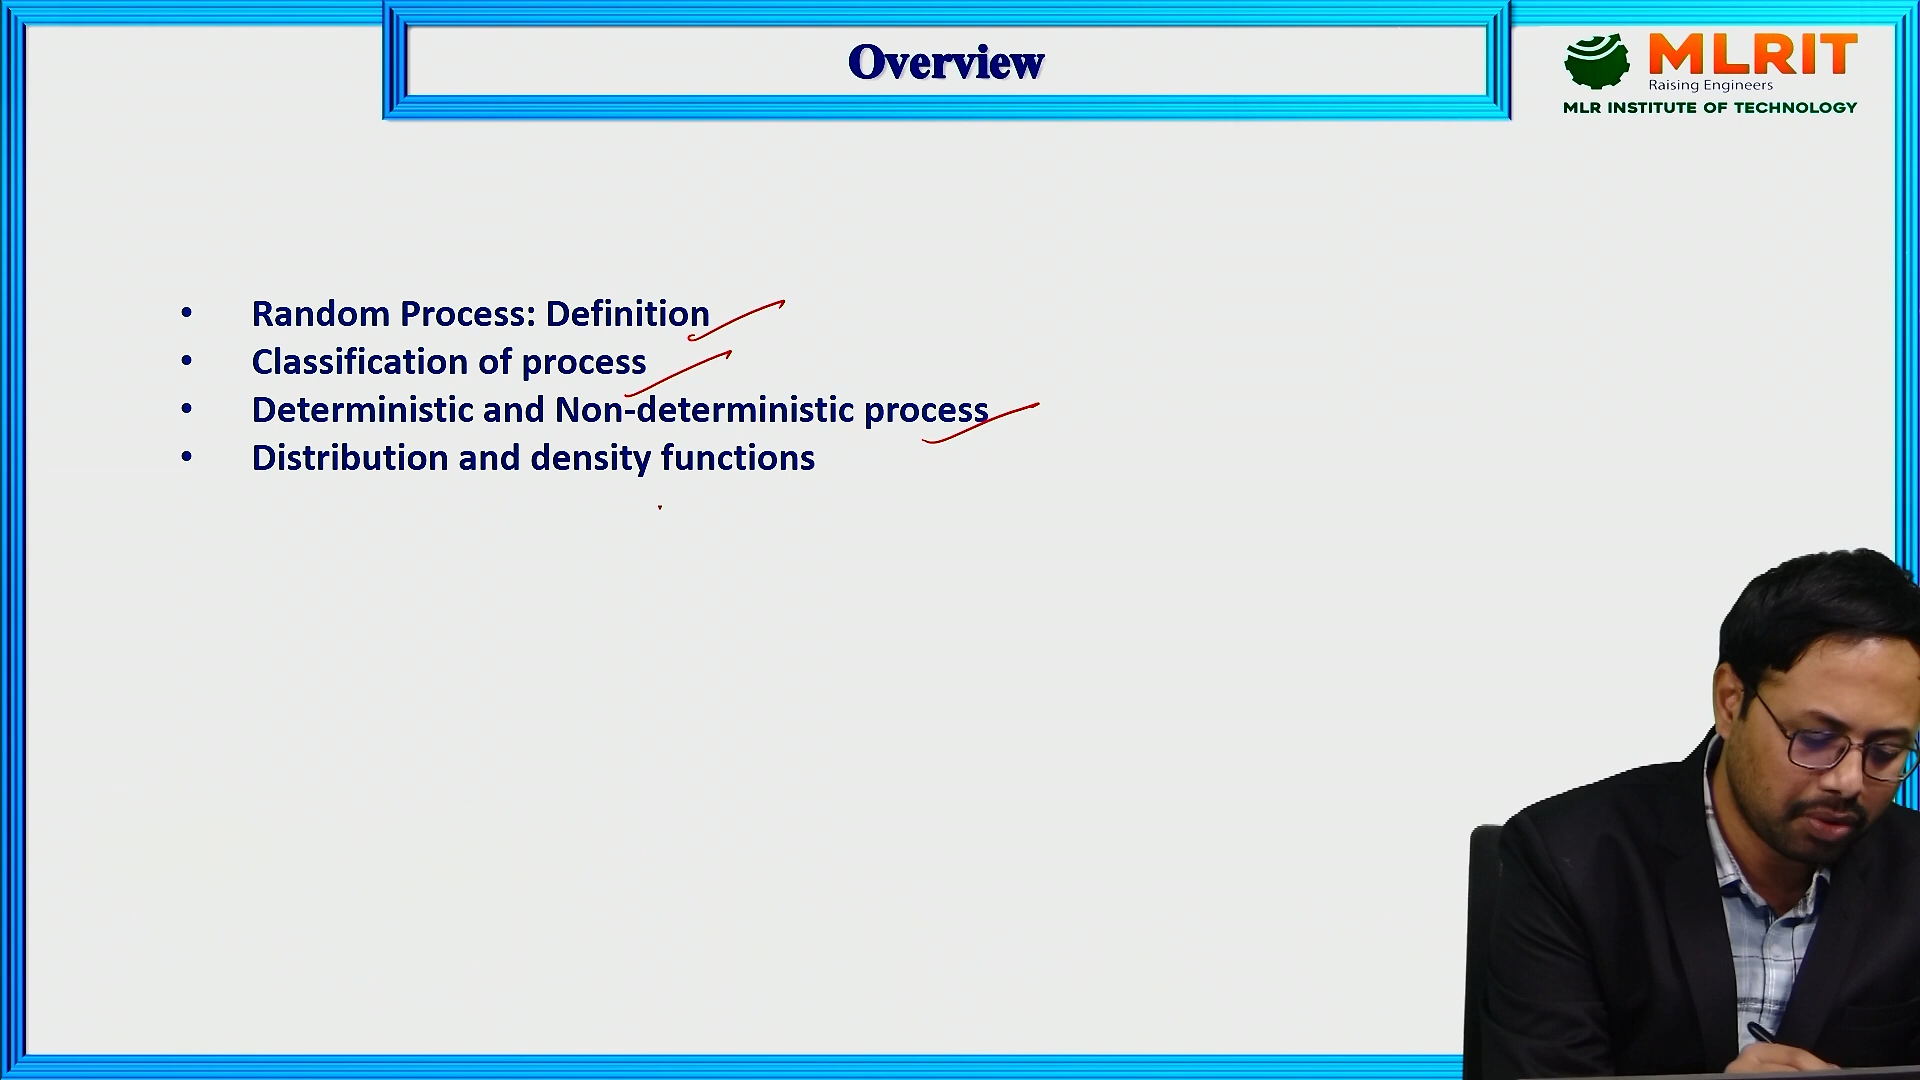 Overview
MLRIT
Raising Engineers
MLR INSTITUTE OF TECHNOLOGY
• Random Process: Definition
• Classification of process
• Deterministic and Non-deterministic process
• Distribution and density functions